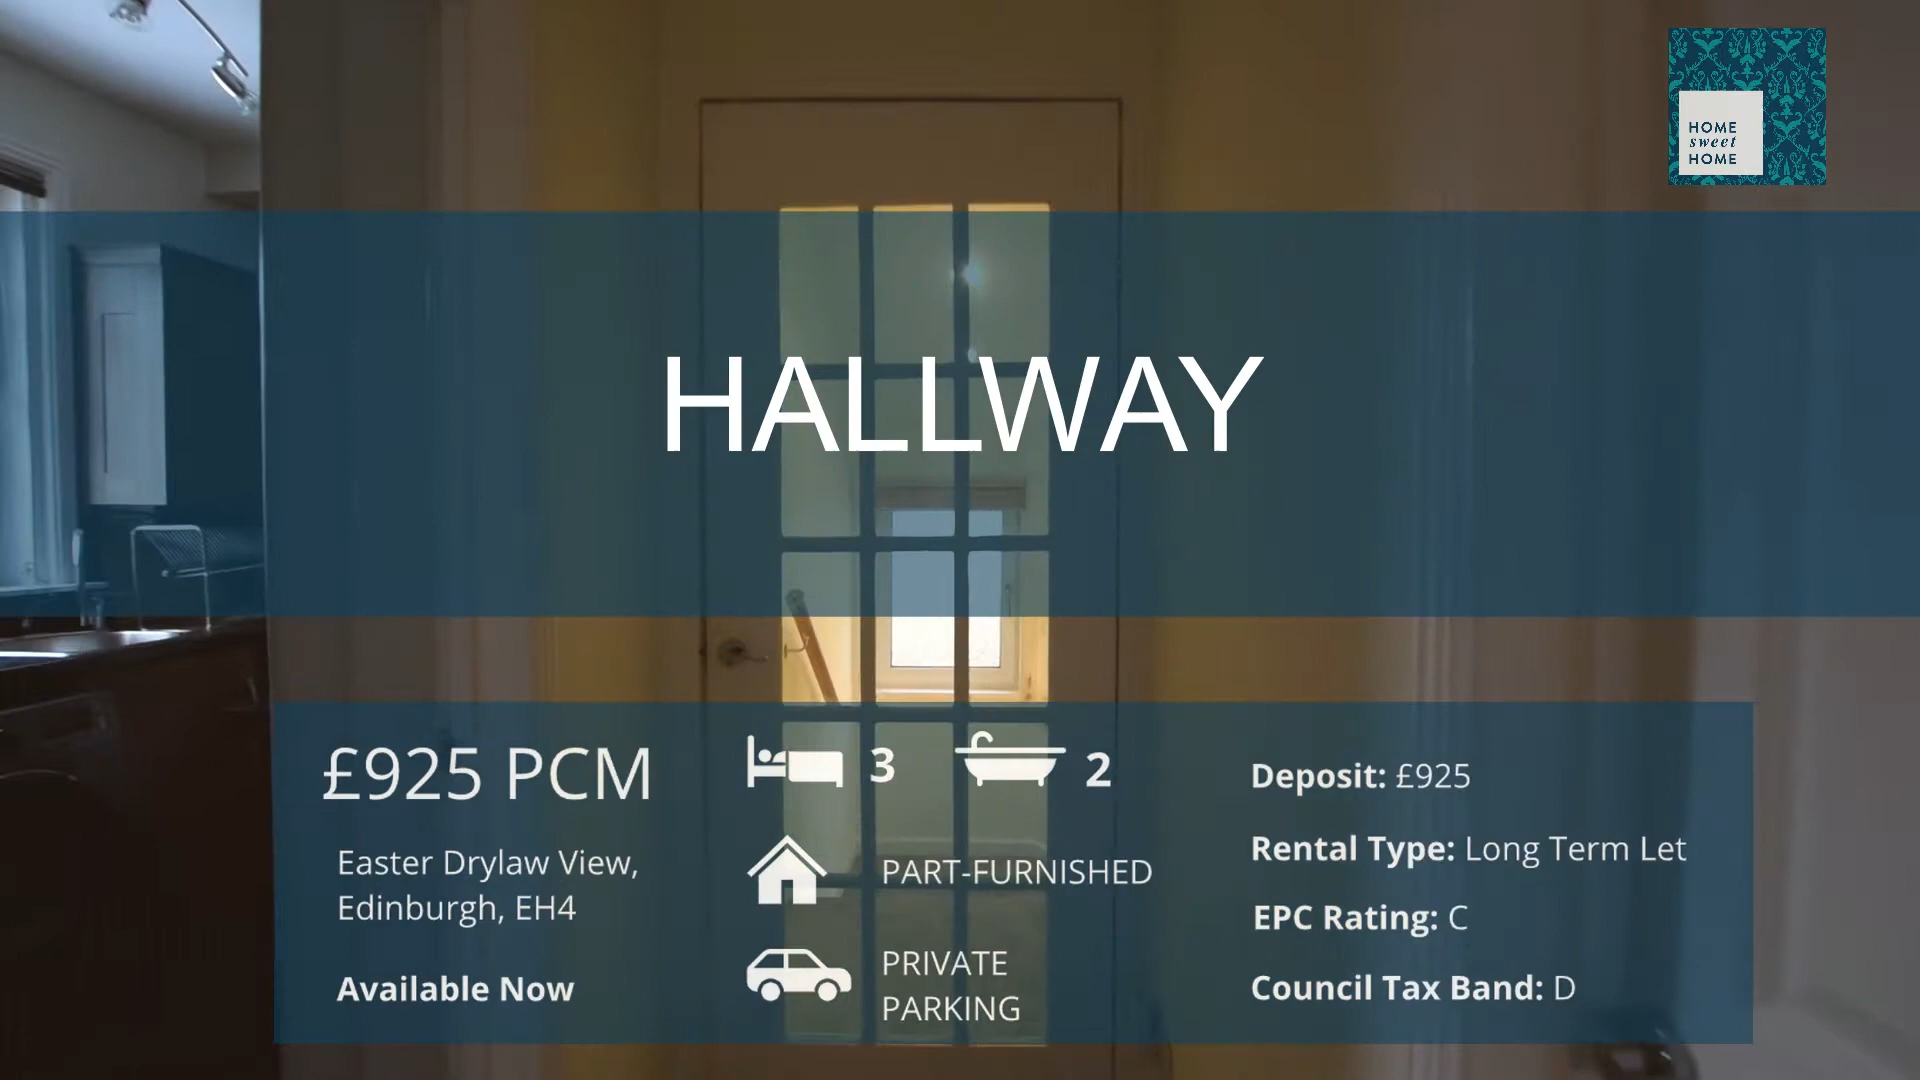 HOME
sweet
HOME
HALLWAY
£925 PCM
Easter Drylaw View,
Edinburgh, EH4
Available Now
3
2
PART-FURNISHED
PRIVATE
PARKING
Deposit: £925
Rental Type: Long Term Let
EPC Rating: C
Council Tax Band: D